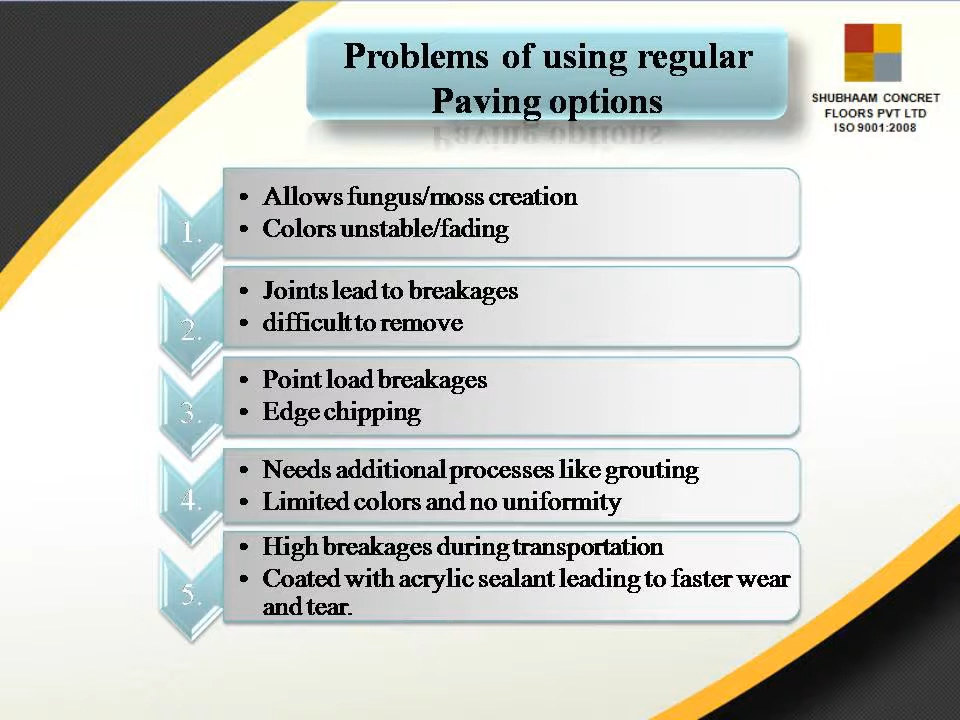 Problems of using regular
Paving options
SHUBHAAM CONCRET
FLOORS PVT LTD
ISO 9001:2008
1.
• Allows fungus/moss creation
• Colors unstable/fading
2.
• Joints lead to breakages
• difficult to remove
3.
• Point load breakages
• Edge chipping
4.
• Needs additional processes like grouting
• Limited colors and no uniformity
5.
• High breakages during transportation
• Coated with acrylic sealant leading to faster wear
and tear.